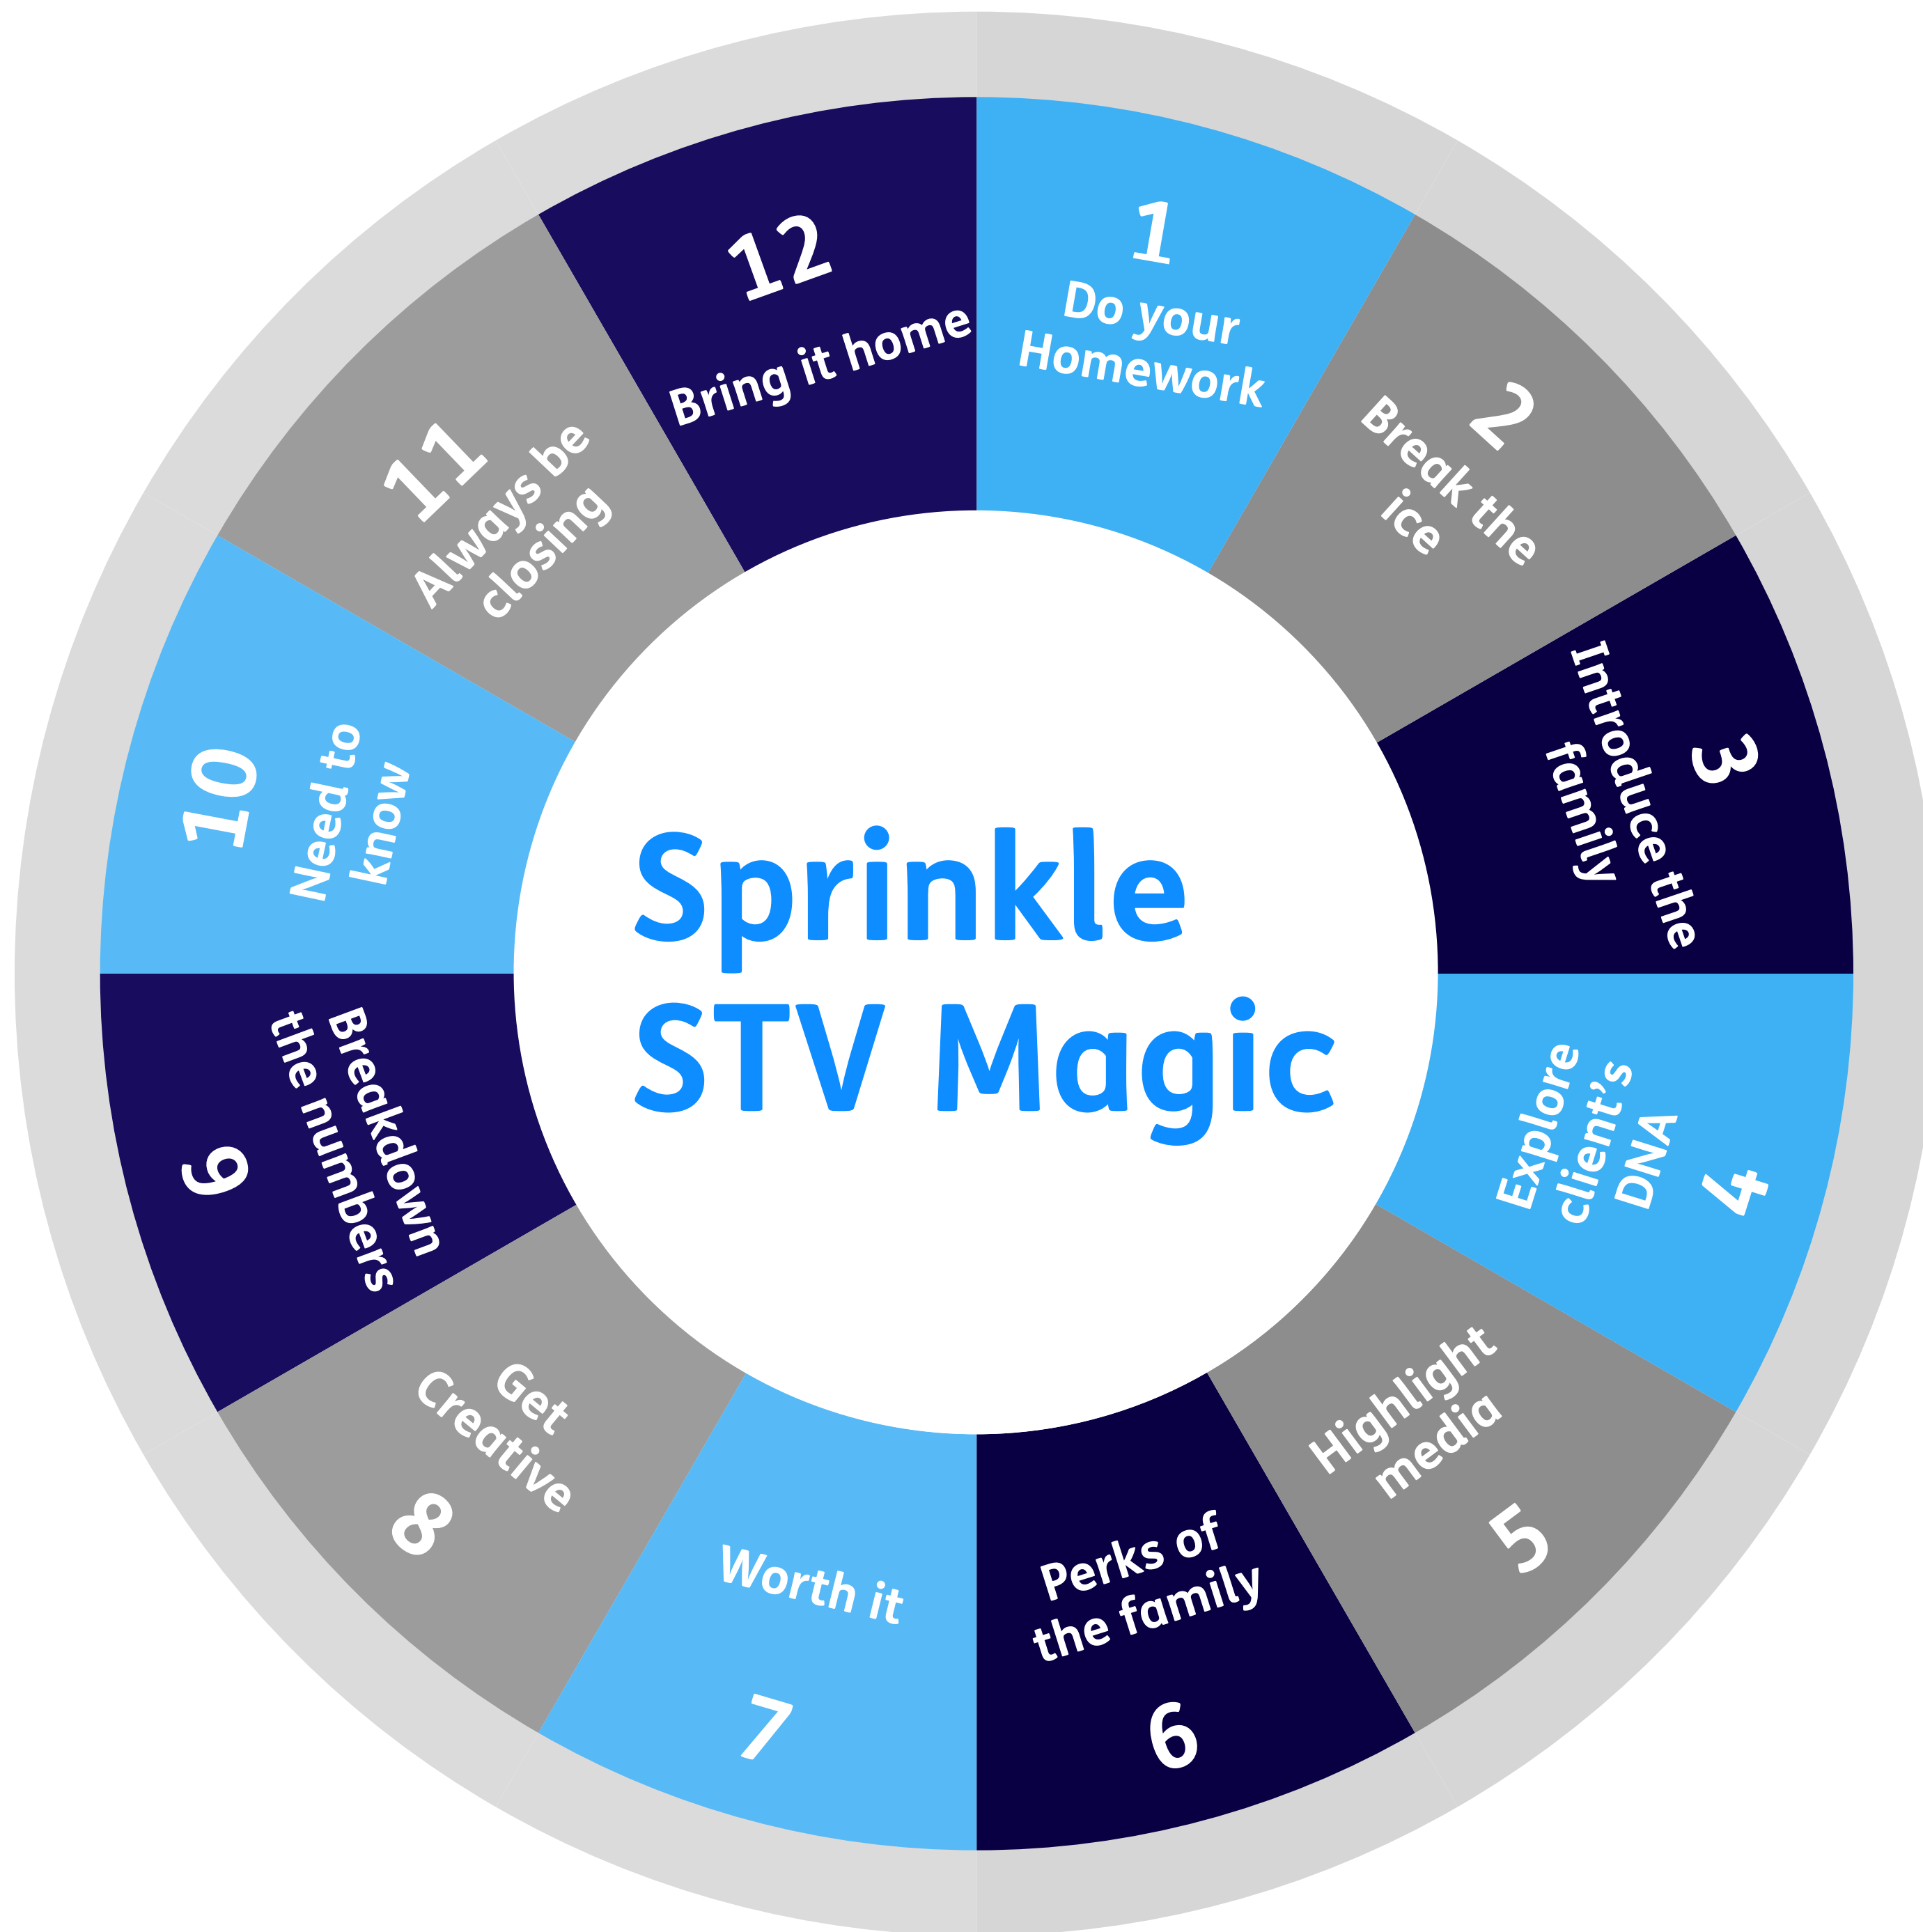 Sprinkle
STV Magic
1
Do your
Homework
2
Break the
ice
3
Introduce the
family
4
Explore
client's
DNA
5
Highlight
media
6
Perks of
the family
7
Worth it
8
Get
Creative
9
Breakdown
the numbers
10
Need to
know
11
Always be
closing
12
Bring it home